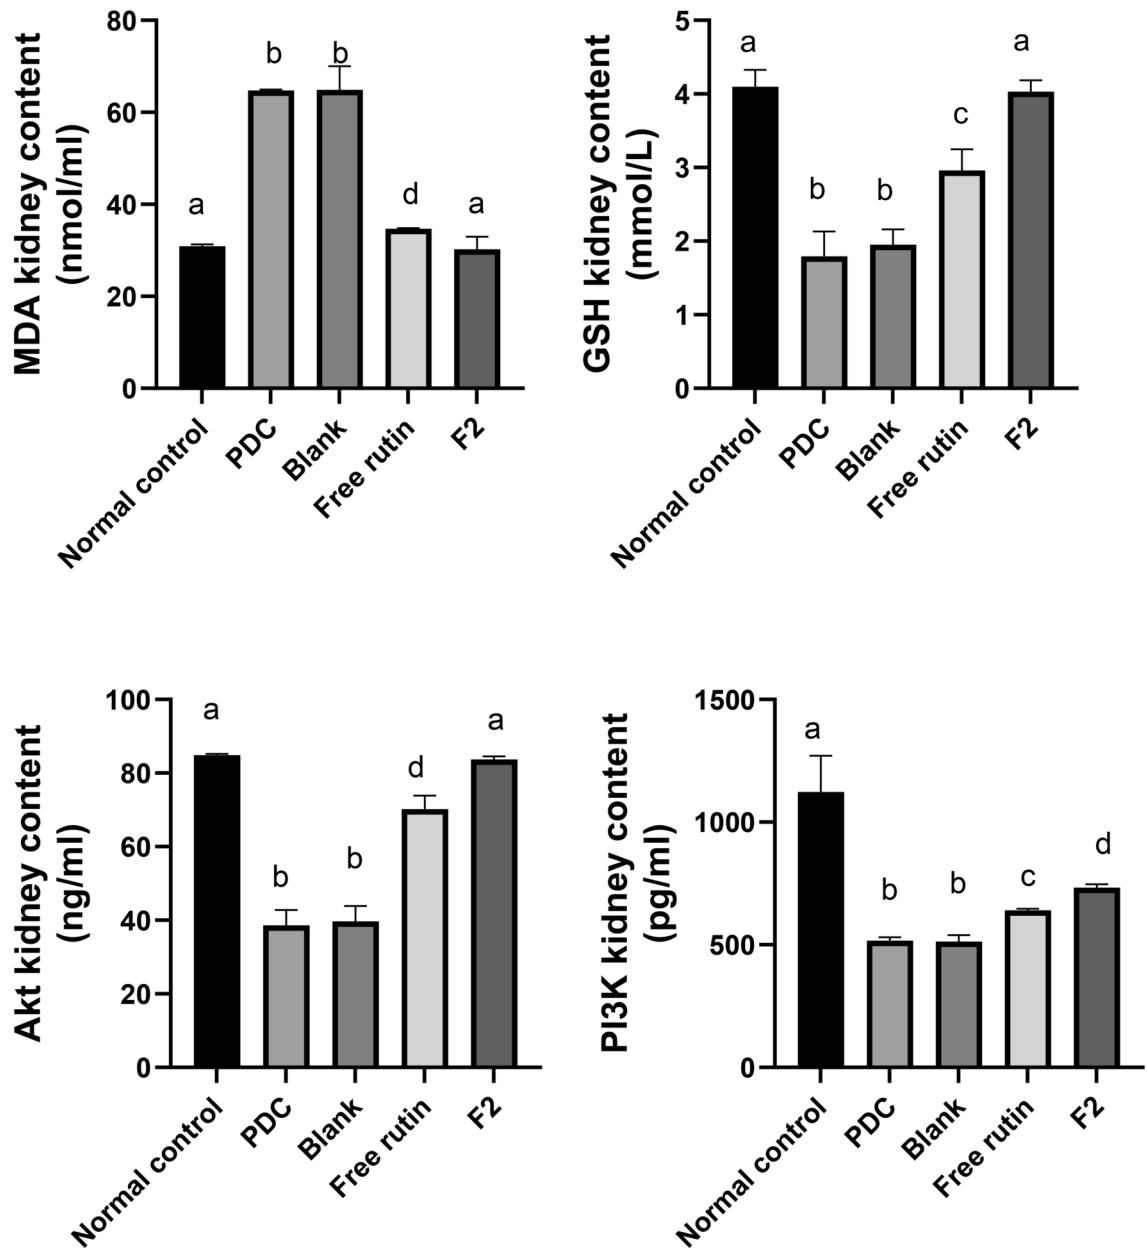 MDA kidney content
(nmol/ml)
80
60
40
20
0
a
b
b
d
a
Normal control
PDC
Blank
Free rutin
F2
GSH kidney content
(mmol/L)
5
4
3
2
1
0
a
b
b
c
a
Normal control
PDC
Blank
Free rutin
F2
Akt kidney content
(ng/ml)
100
80
60
40
20
0
a
b
b
d
a
Normal control
PDC
Blank
Free rutin
F2
PI3K kidney content
(pg/ml)
1500
1000
500
0
a
b
b
c
d
Normal control
PDC
Blank
Free rutin
F2